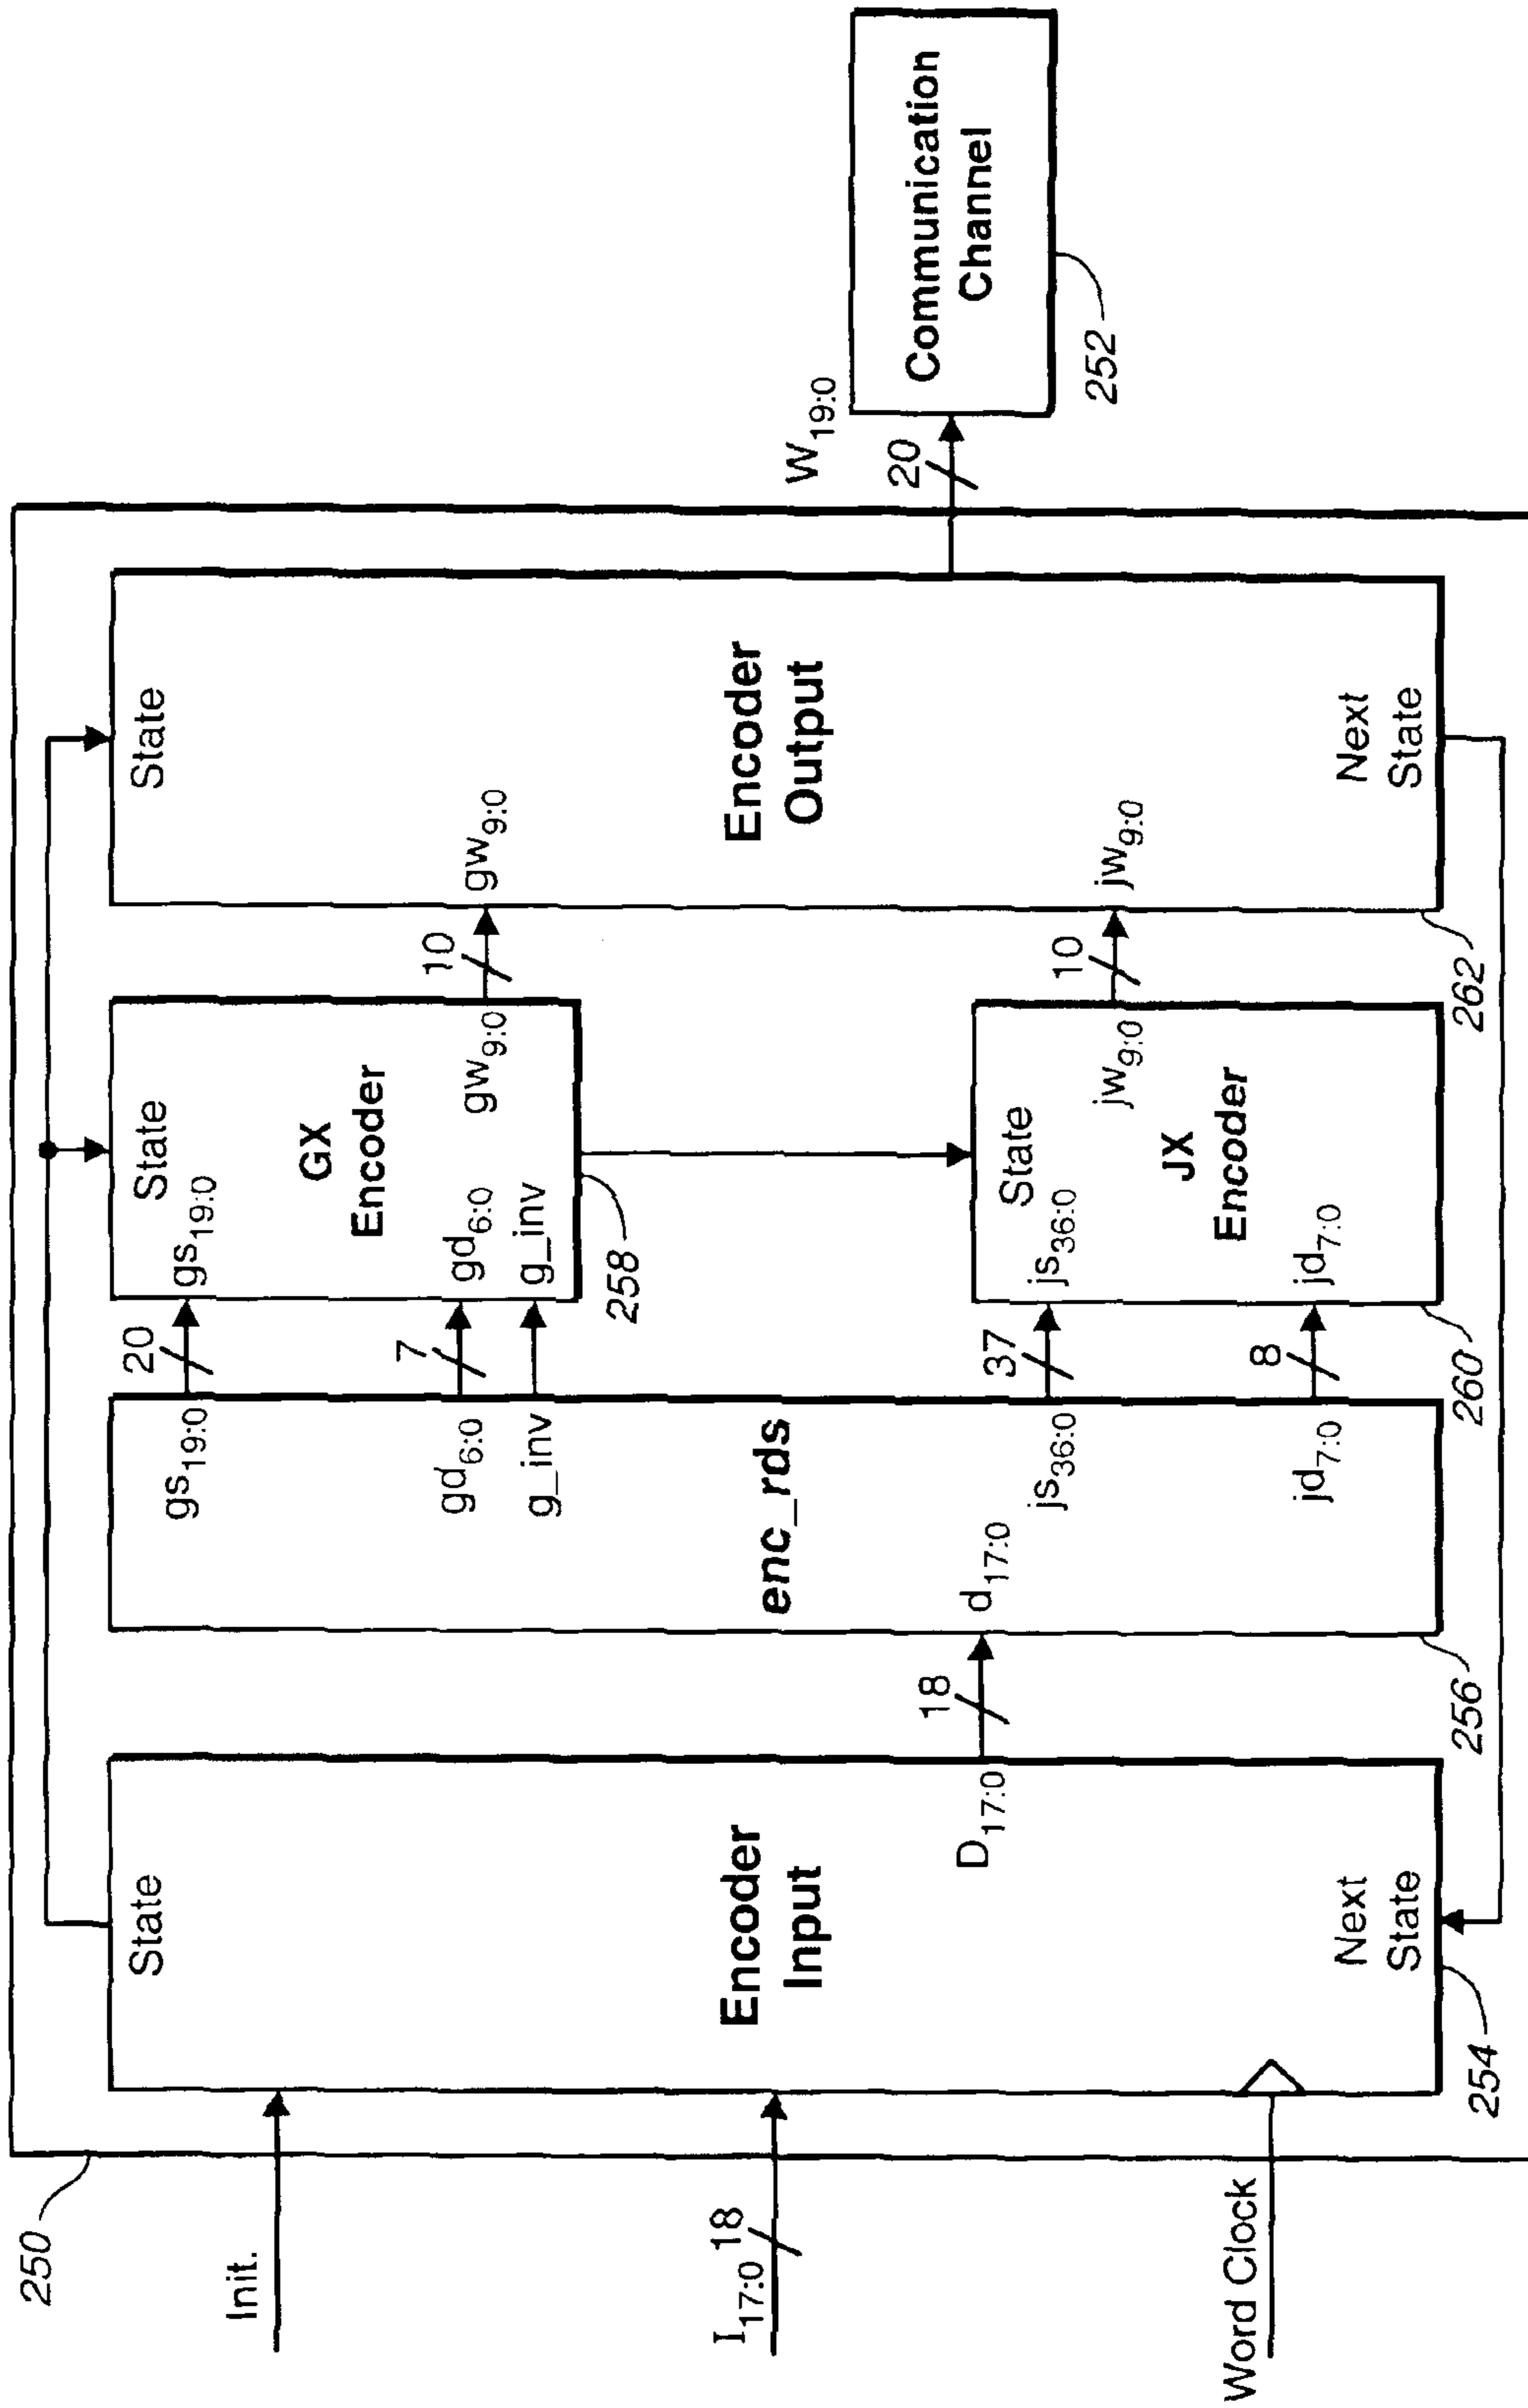 250
Init.
I17:0
18
Word Clock
State
Encoder
Input
D17:0
Next
State
254
18
gs19:0
gd6:0
g_inv
enc_rds
d17:0
js36:0
jd7:0
256
20
7
37
8
State
gs19:0
GX
Encoder
gd6:0
gw9:0
g_inv
258
State
js36:0
jw9:0
JX
Encoder
jd7:0
260
10
10
State
gw9:0
Encoder
Output
jw9:0
Next
State
262
W19:0
20
Communication
Channel
252